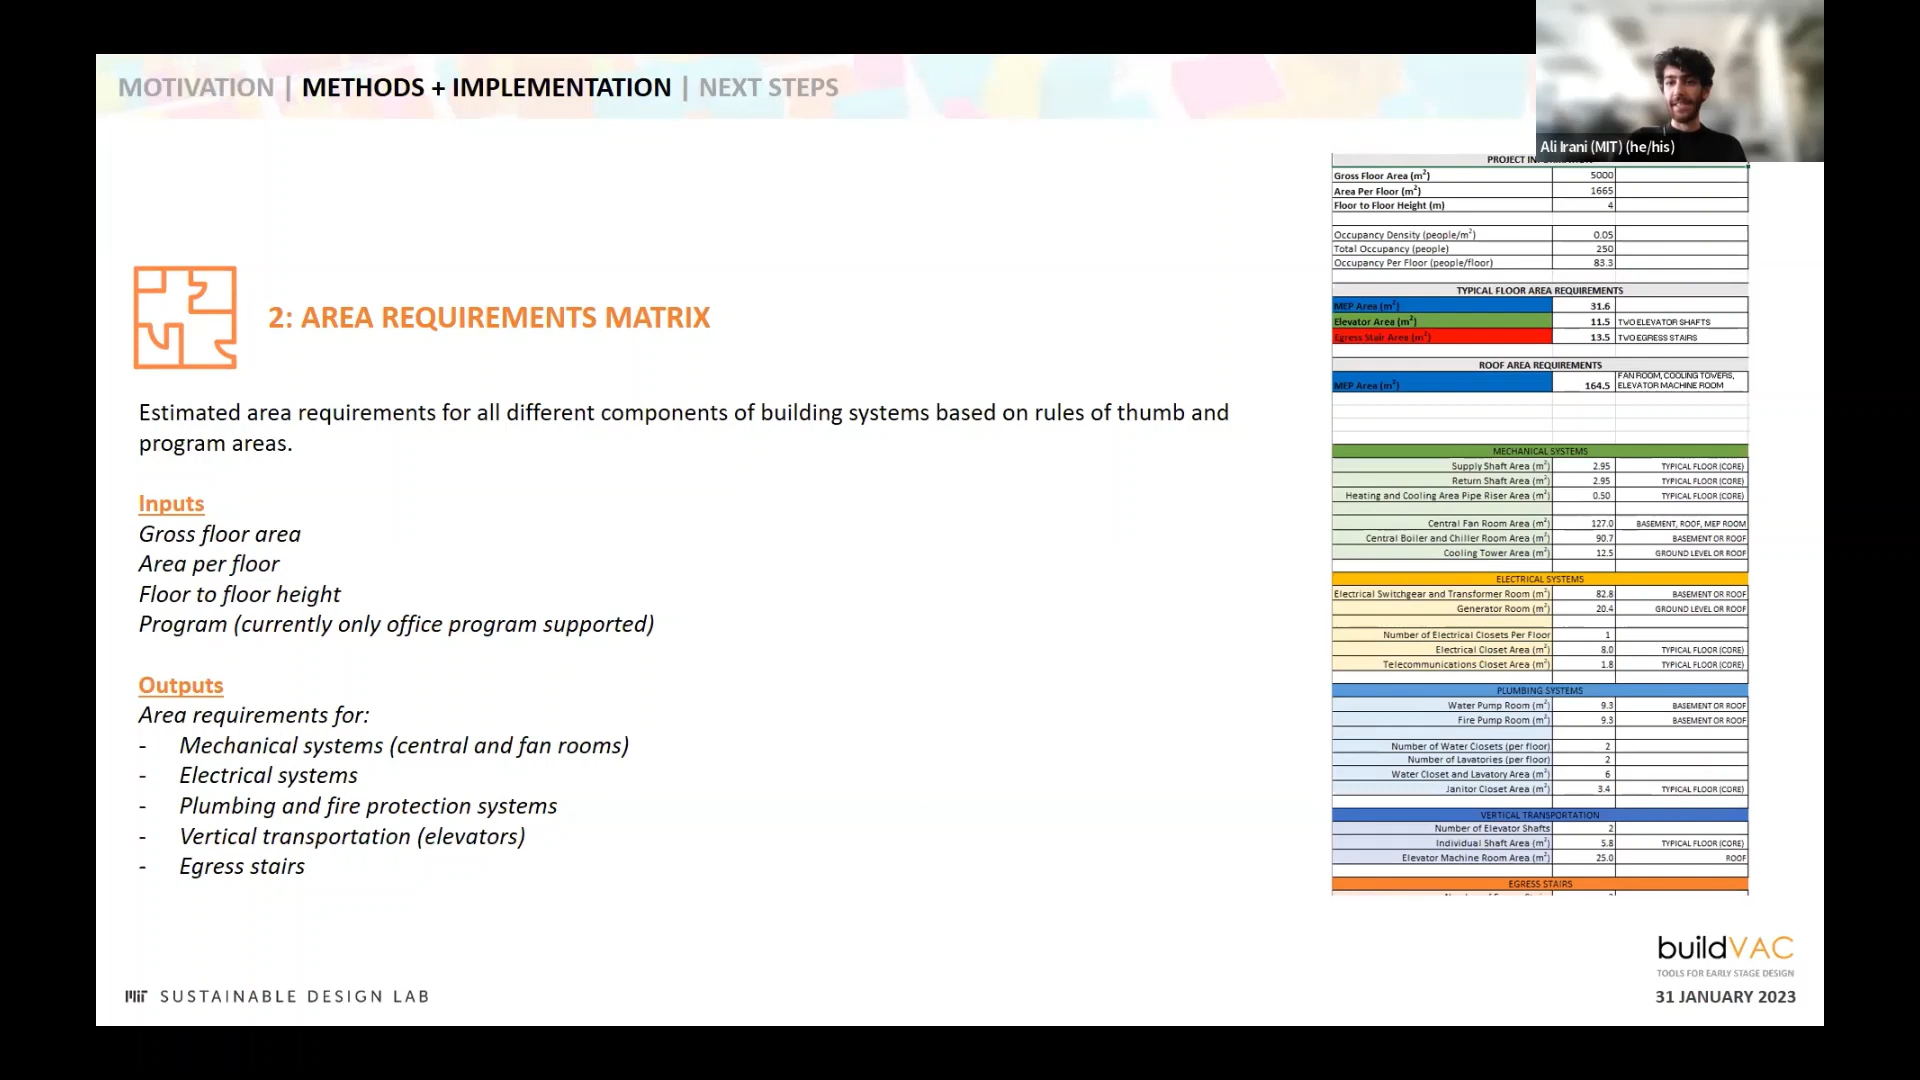 MOTIVATION | METHODS + IMPLEMENTATION | NEXT STEPS
Ali Irani (MIT) (he/his)
2: AREA REQUIREMENTS MATRIX
Estimated area requirements for all different components of building systems based on rules of thumb and
program areas.
Inputs
Gross floor area
Area per floor
Floor to floor height
Program (currently only office program supported)
Outputs
Area requirements for:
- Mechanical systems (central and fan rooms)
- Electrical systems
- Plumbing and fire protection systems
- Vertical transportation (elevators)
- Egress stairs
PROJECT
Gross Floor Area (m²) 5000
Area Per Floor (m²) 1665
Floor to Floor Height (m) 4
Occupancy Density (people/m²) 0.05
Total Occupancy (people) 250
Occupancy Per Floor (people/floor) 83.3
TYPICAL FLOOR AREA REQUIREMENTS
MEP Area (m²) 31.6
Elevator Area (m²) 11.5 TWO ELEVATOR SHAFTS
Egress Stair Area (m²) 13.5 TWO EGRESS STAIRS
ROOF AREA REQUIREMENTS
FAN ROOM, COOLING TOWERS,
MEP Area (m²) 164.5 ELEVATOR MACHINE ROOM
MECHANICAL SYSTEMS
Supply Shaft Area (m²) 2.95 TYPICAL FLOOR (CORE)
Return Shaft Area (m²) 2.95 TYPICAL FLOOR (CORE)
Heating and Cooling Area Pipe Riser Area (m²) 0.50 TYPICAL FLOOR (CORE)
Central Fan Room Area (m²) 127.0 BASEMENT, ROOF, MEP ROOM
Central Boiler and Chiller Room Area (m²) 90.7 BASEMENT OR ROOF
Cooling Tower Area (m²) 12.5 GROUND LEVEL OR ROOF
ELECTRICAL SYSTEMS
Electrical Switchgear and Transformer Room (m²) 82.8 BASEMENT OR ROOF
Generator Room (m²) 20.4 GROUND LEVEL OR ROOF
Number of Electrical Closets Per Floor 1
Electrical Closet Area (m²) 8.0 TYPICAL FLOOR (CORE)
Telecommunications Closet Area (m²) 1.8 TYPICAL FLOOR (CORE)
PLUMBING SYSTEMS
Water Pump Room (m²) 9.3 BASEMENT OR ROOF
Fire Pump Room (m²) 9.3 BASEMENT OR ROOF
Number of Water Closets (per floor) 2
Number of Lavatories (per floor) 2
Water Closet and Lavatory Area (m²) 6
Janitor Closet Area (m²) 3.4 TYPICAL FLOOR (CORE)
VERTICAL TRANSPORTATION
Number of Elevator Shafts 2
Individual Shaft Area (m²) 5.8 TYPICAL FLOOR (CORE)
Elevator Machine Room Area (m²) 25.0 ROOF
EGRESS STAIRS
buildVAC
TOOLS FOR EARLY STAGE DESIGN
31 JANUARY 2023
MIT SUSTAINABLE DESIGN LAB